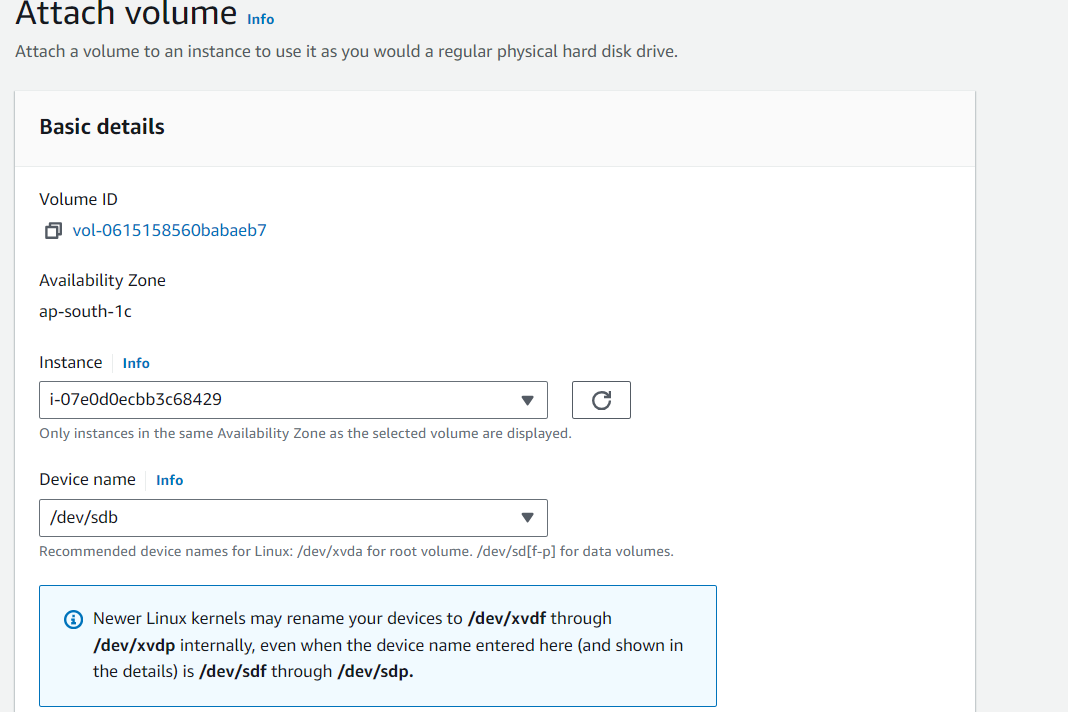 Attach volume Info
Attach a volume to an instance to use it as you would a regular physical hard disk drive.
Basic details
Volume ID
vol-0615158560babaeb7
Availability Zone
ap-south-1c
Instance Info
i-07e0d0ecbb3c68429
Only instances in the same Availability Zone as the selected volume are displayed.
Device name Info
/dev/sdb
Recommended device names for Linux: /dev/xvda for root volume. /dev/sd[f-p] for data volumes.
Newer Linux kernels may rename your devices to /dev/xvdf through
/dev/xvdp internally, even when the device name entered here (and shown in
the details) is /dev/sdf through /dev/sdp.